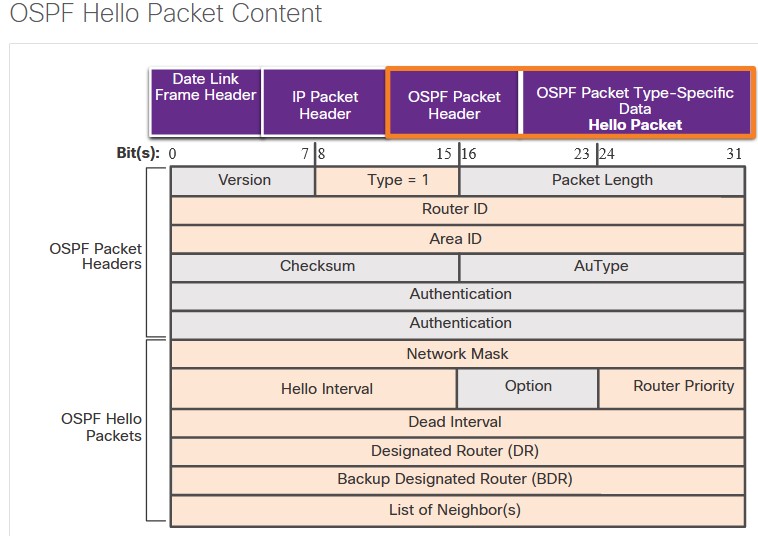 OSPF Hello Packet Content
Date Link
Frame Header
IP Packet
Header
OSPF Packet
Header
OSPF Packet Type-Specific
Data
Hello Packet
Bit(s): 0 7 8 15 16 23 24 31
Version Type = 1 Packet Length
Router ID
Area ID
OSPF Packet
Headers
Checksum AuType
Authentication
Authentication
Network Mask
Hello Interval Option Router Priority
OSPF Hello
Packets
Dead Interval
Designated Router (DR)
Backup Designated Router (BDR)
List of Neighbor(s)